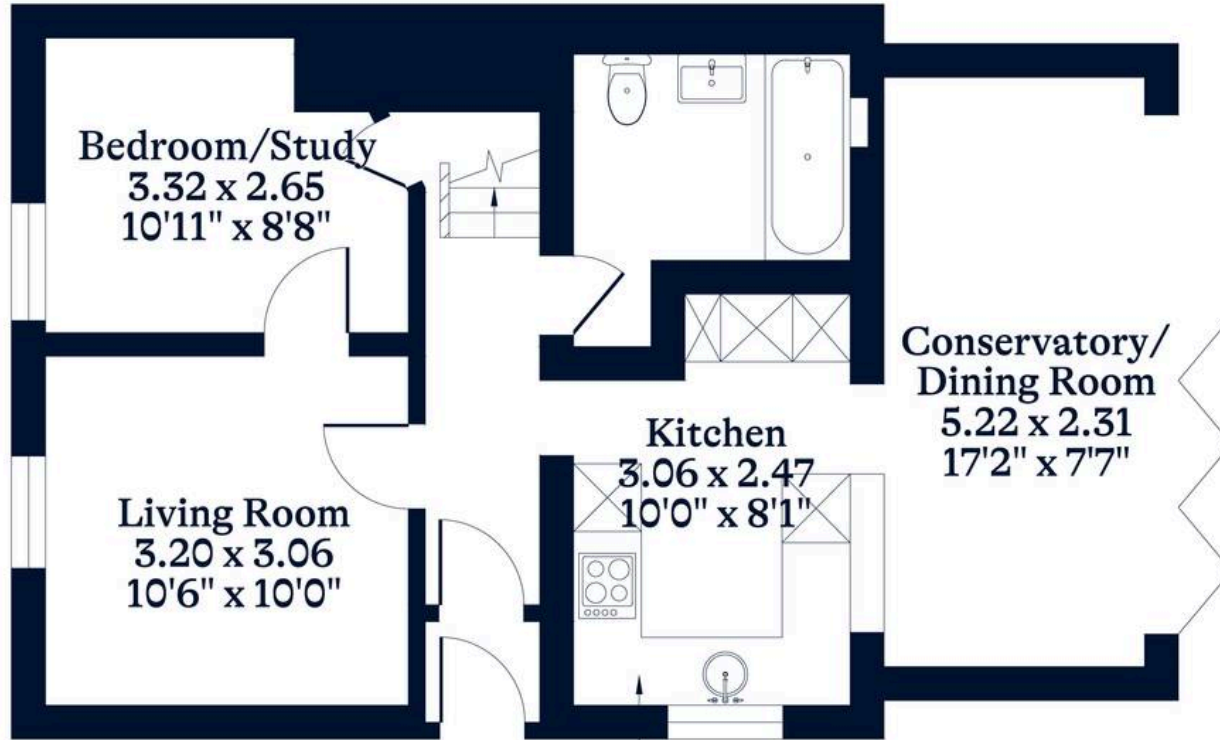 Bedroom/Study
3.32 x 2.65
10'11" x 8'8"
Living Room
3.20 x 3.06
10'6" x 10'0"
Kitchen
3.06 x 2.47
10'0" x 8'1"
Conservatory/
Dining Room
5.22 x 2.31
17'2" x 7'7"